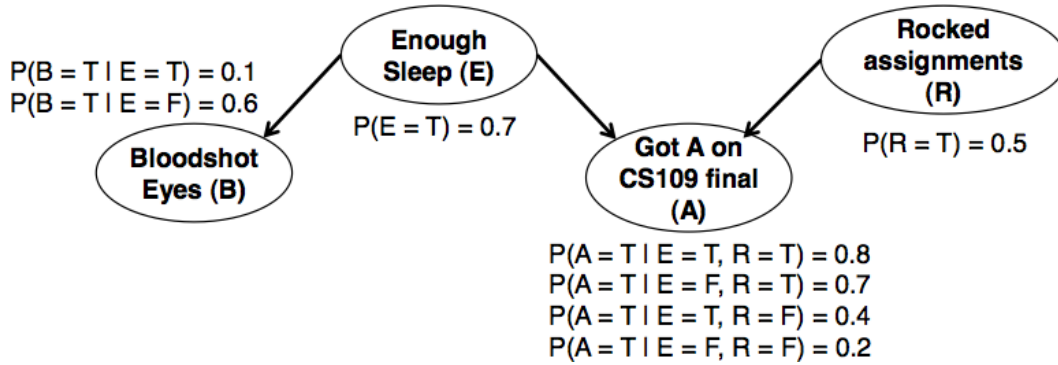 P(B = T | E = T) = 0.1
P(B = T | E = F) = 0.6
Bloodshot
Eyes (B)
Enough
Sleep (E)
P(E = T) = 0.7
Rocked
assignments
(R)
P(R = T) = 0.5
Got A on
CS109 final
(A)
P(A = T | E = T, R = T) = 0.8
P(A = T | E = F, R = T) = 0.7
P(A = T | E = T, R = F) = 0.4
P(A = T | E = F, R = F) = 0.2